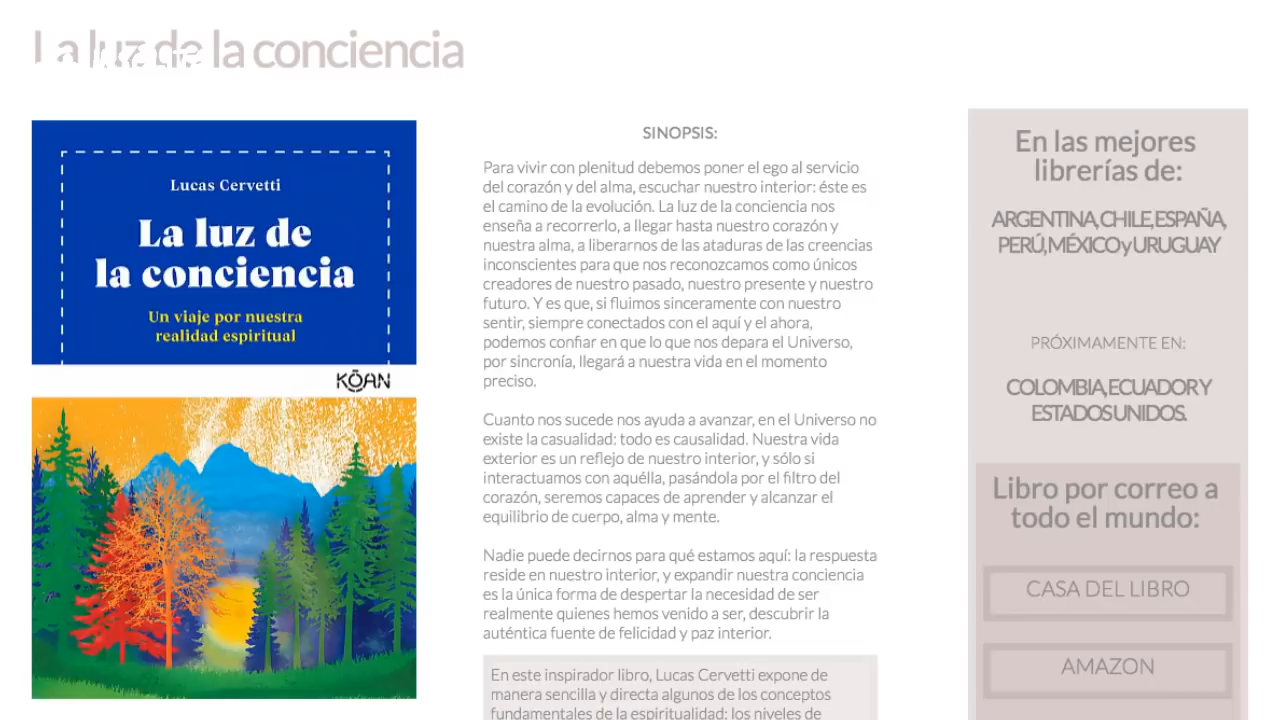 La luz de la conciencia
Lucas Cervetti
La luz de
la conciencia
Un viaje por nuestra
realidad espiritual
KŌAN
SINOPSIS:
Para vivir con plenitud debemos poner el ego al servicio
del corazón y del alma, escuchar nuestro interior: éste es
el camino de la evolución. La luz de la conciencia nos
enseña a recorrerlo, a llegar hasta nuestro corazón y
nuestra alma, a liberarnos de las ataduras de las creencias
inconscientes para que nos reconozcamos como únicos
creadores de nuestro pasado, nuestro presente y nuestro
futuro. Y es que, si fluimos sinceramente con nuestro
sentir, siempre conectados con el aquí y el ahora,
podemos confiar en que lo que nos depara el Universo,
por sincronía, llegará a nuestra vida en el momento
preciso.
Cuanto nos sucede nos ayuda a avanzar, en el Universo no
existe la casualidad: todo es causalidad. Nuestra vida
exterior es un reflejo de nuestro interior, y sólo si
interactuamos con aquélla, pasándola por el filtro del
corazón, seremos capaces de aprender y alcanzar el
equilibrio de cuerpo, alma y mente.
Nadie puede decirnos para qué estamos aquí: la respuesta
reside en nuestro interior, y expandir nuestra conciencia
es la única forma de despertar la necesidad de ser
realmente quienes hemos venido a ser, descubrir la
auténtica fuente de felicidad y paz interior.
En este inspirador libro, Lucas Cervetti expone de
manera sencilla y directa algunos de los conceptos
fundamentales de la espiritualidad: los niveles de
En las mejores
librerías de:
ARGENTINA, CHILE, ESPAÑA,
PERÚ, MÉXICO y URUGUAY
PRÓXIMAMENTE EN:
COLOMBIA, ECUADOR Y
ESTADOS UNIDOS.
Libro por correo a
todo el mundo:
CASA DEL LIBRO
AMAZON